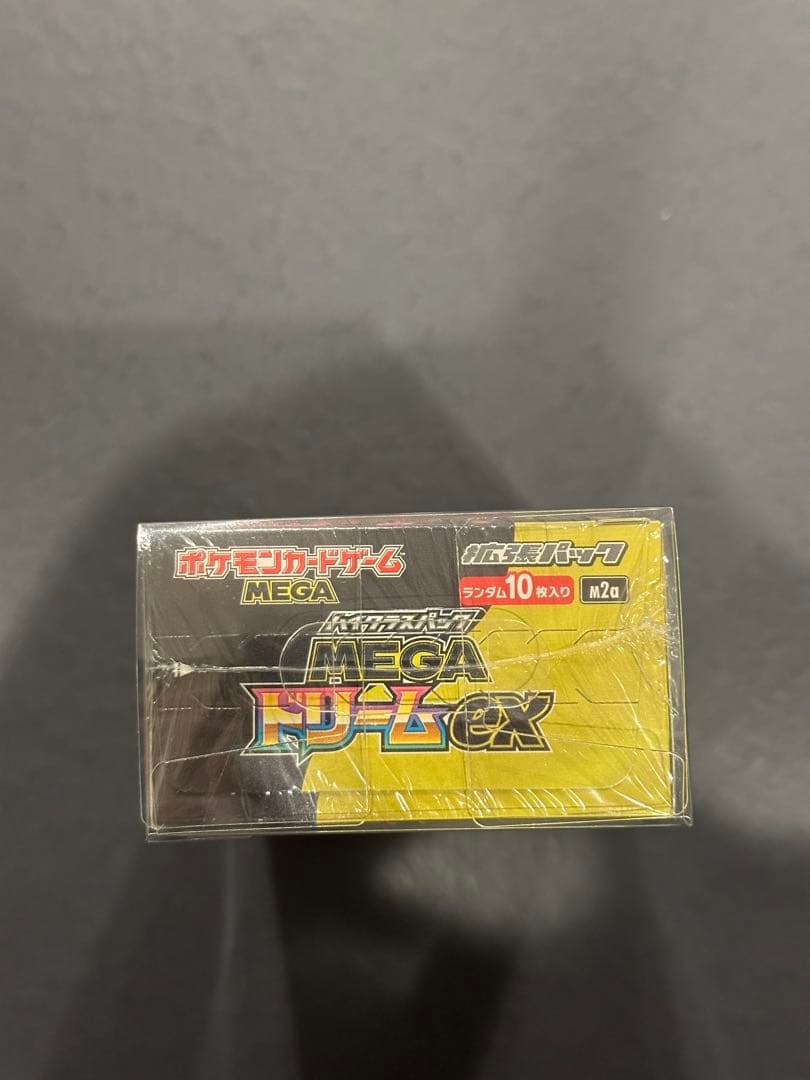 ポケモンカードゲーム
MEGA
拡張パック
ランダム10枚入り
M2a
ハイクラスパック
MEGA
ドリームex